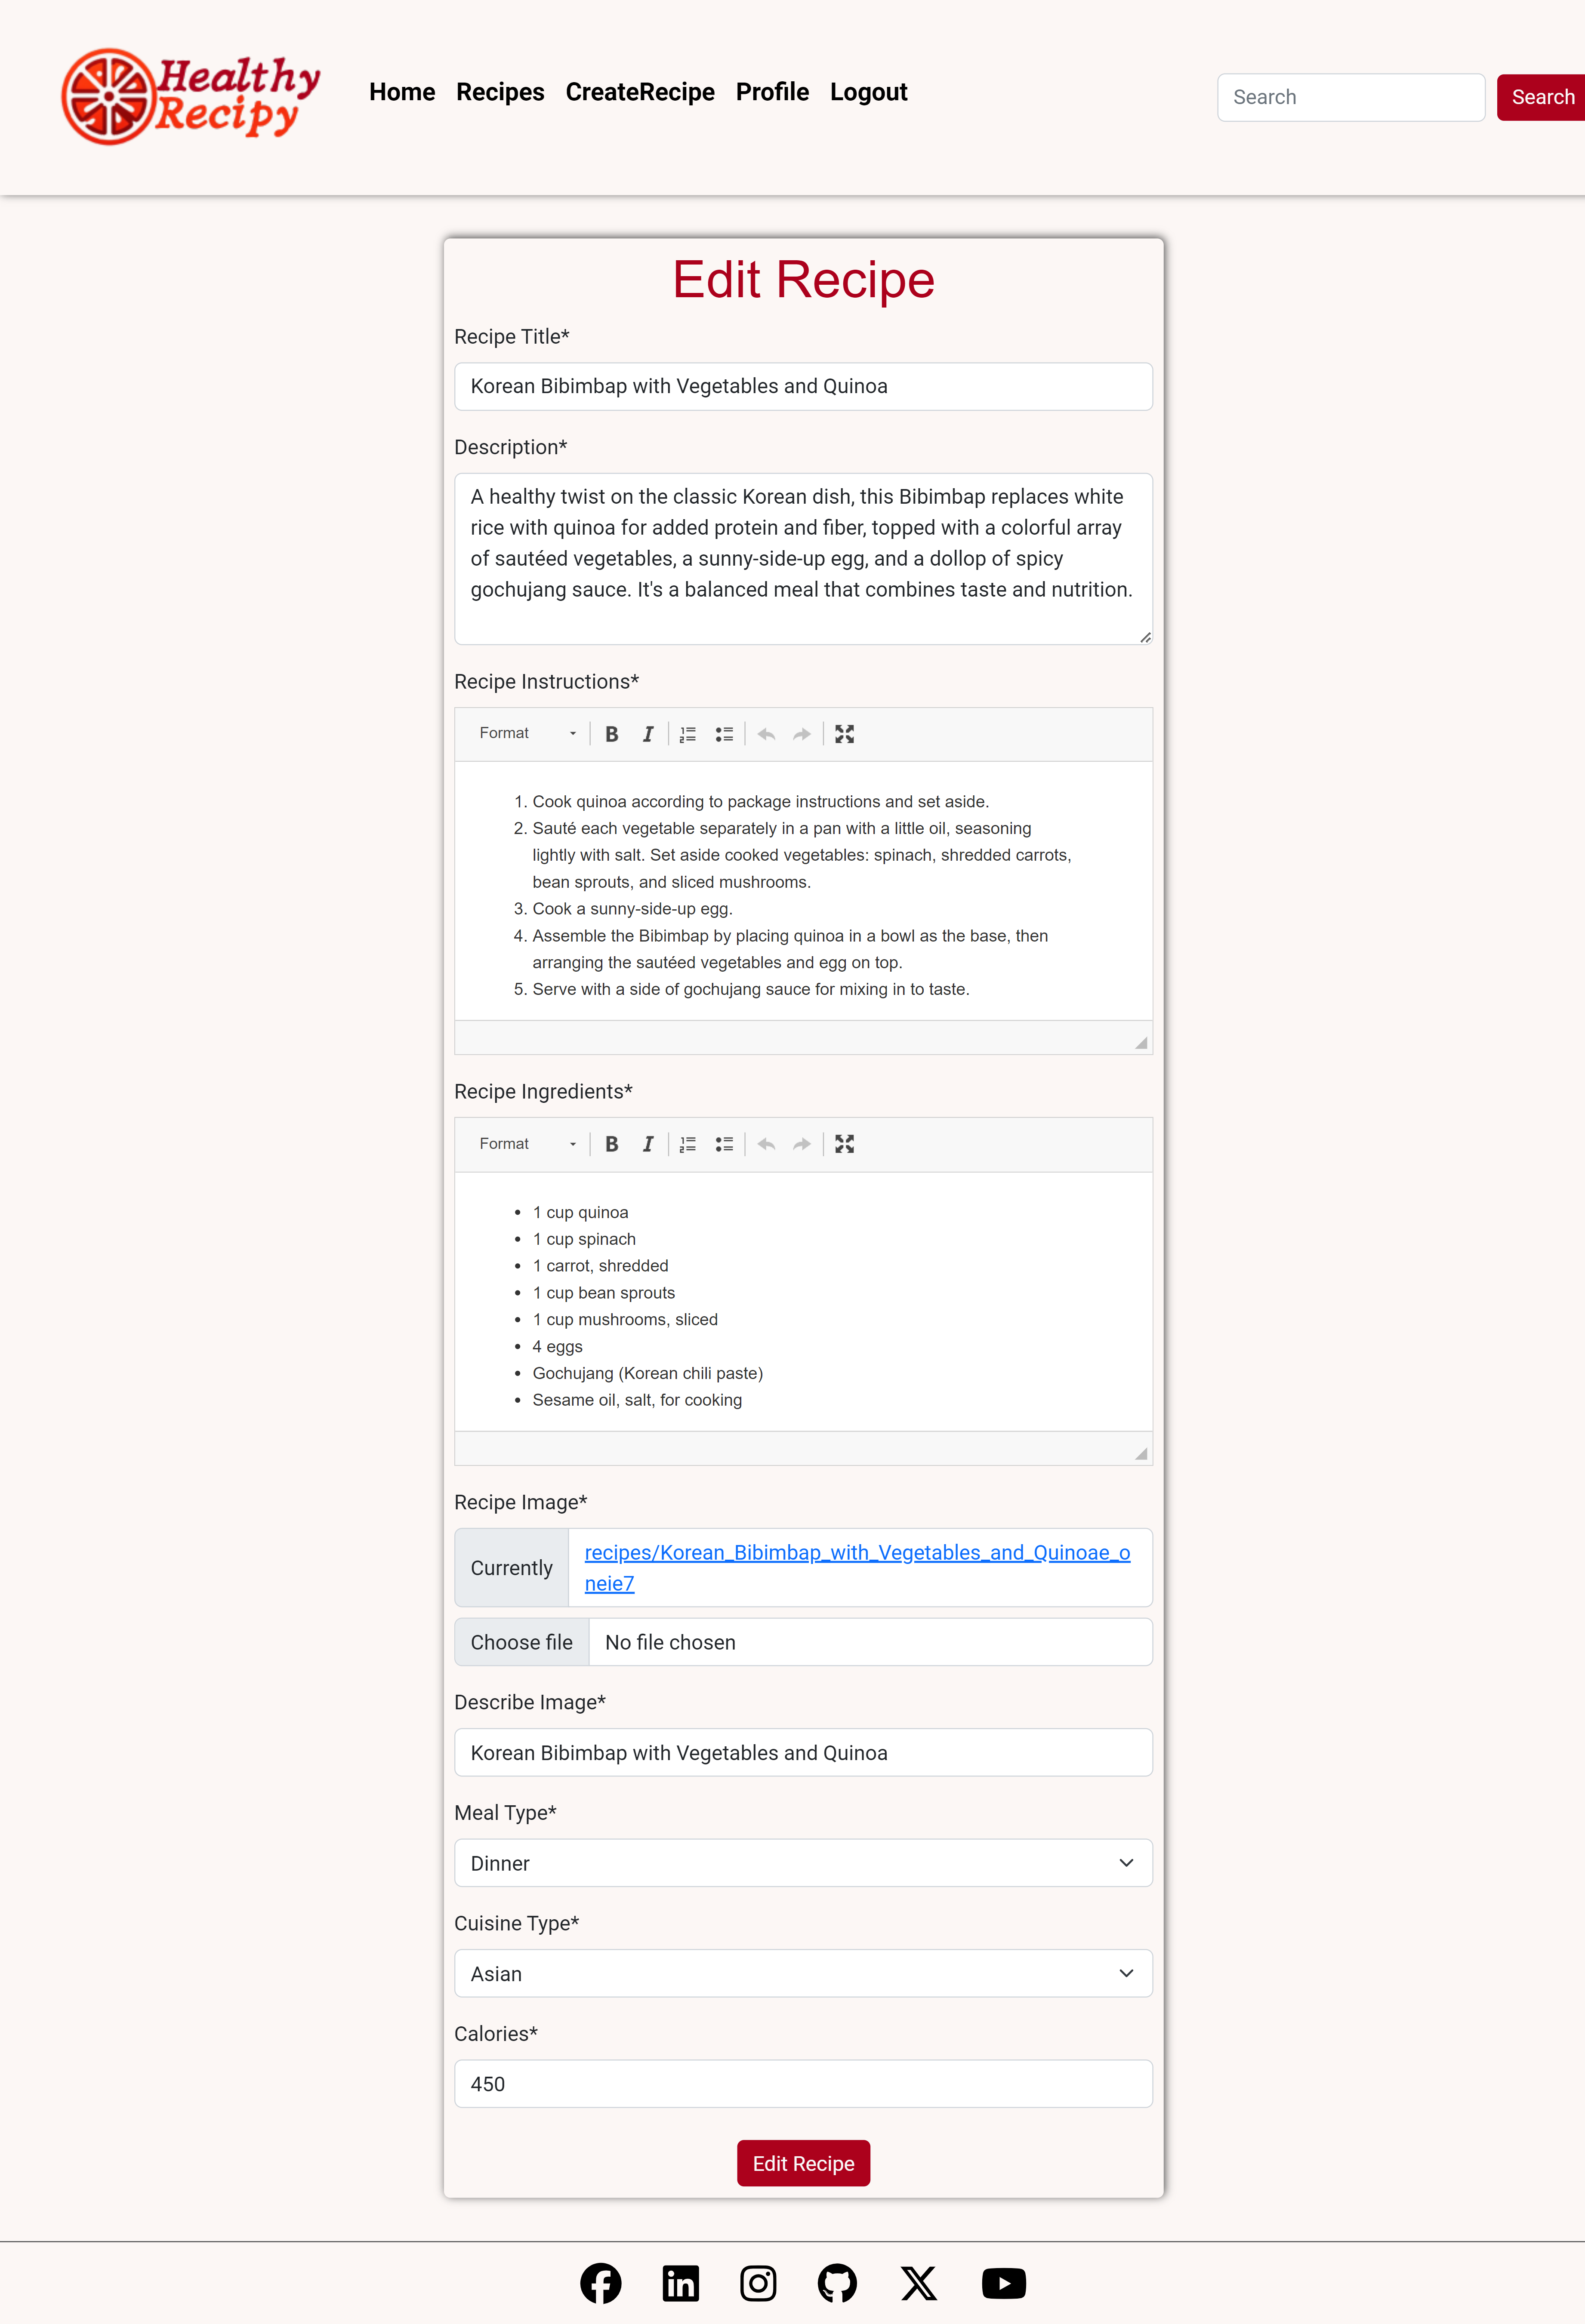 Healthy
Recipy
Home Recipes CreateRecipe Profile Logout
Search Search
Edit Recipe
Recipe Title*
Korean Bibimbap with Vegetables and Quinoa
Description*
A healthy twist on the classic Korean dish, this Bibimbap replaces white
rice with quinoa for added protein and fiber, topped with a colorful array
of sautéed vegetables, a sunny-side-up egg, and a dollop of spicy
gochujang sauce. It's a balanced meal that combines taste and nutrition.
Recipe Instructions*
Format B I
1. Cook quinoa according to package instructions and set aside.
2. Sauté each vegetable separately in a pan with a little oil, seasoning
lightly with salt. Set aside cooked vegetables: spinach, shredded carrots,
bean sprouts, and sliced mushrooms.
3. Cook a sunny-side-up egg.
4. Assemble the Bibimbap by placing quinoa in a bowl as the base, then
arranging the sautéed vegetables and egg on top.
5. Serve with a side of gochujang sauce for mixing in to taste.
Recipe Ingredients*
Format B I
• 1 cup quinoa
• 1 cup spinach
• 1 carrot, shredded
• 1 cup bean sprouts
• 1 cup mushrooms, sliced
• 4 eggs
• Gochujang (Korean chili paste)
• Sesame oil, salt, for cooking
Recipe Image*
Currently recipes/Korean_Bibimbap_with_Vegetables_and_Quinoae_o
neie7
Choose file No file chosen
Describe Image*
Korean Bibimbap with Vegetables and Quinoa
Meal Type*
Dinner
Cuisine Type*
Asian
Calories*
450
Edit Recipe